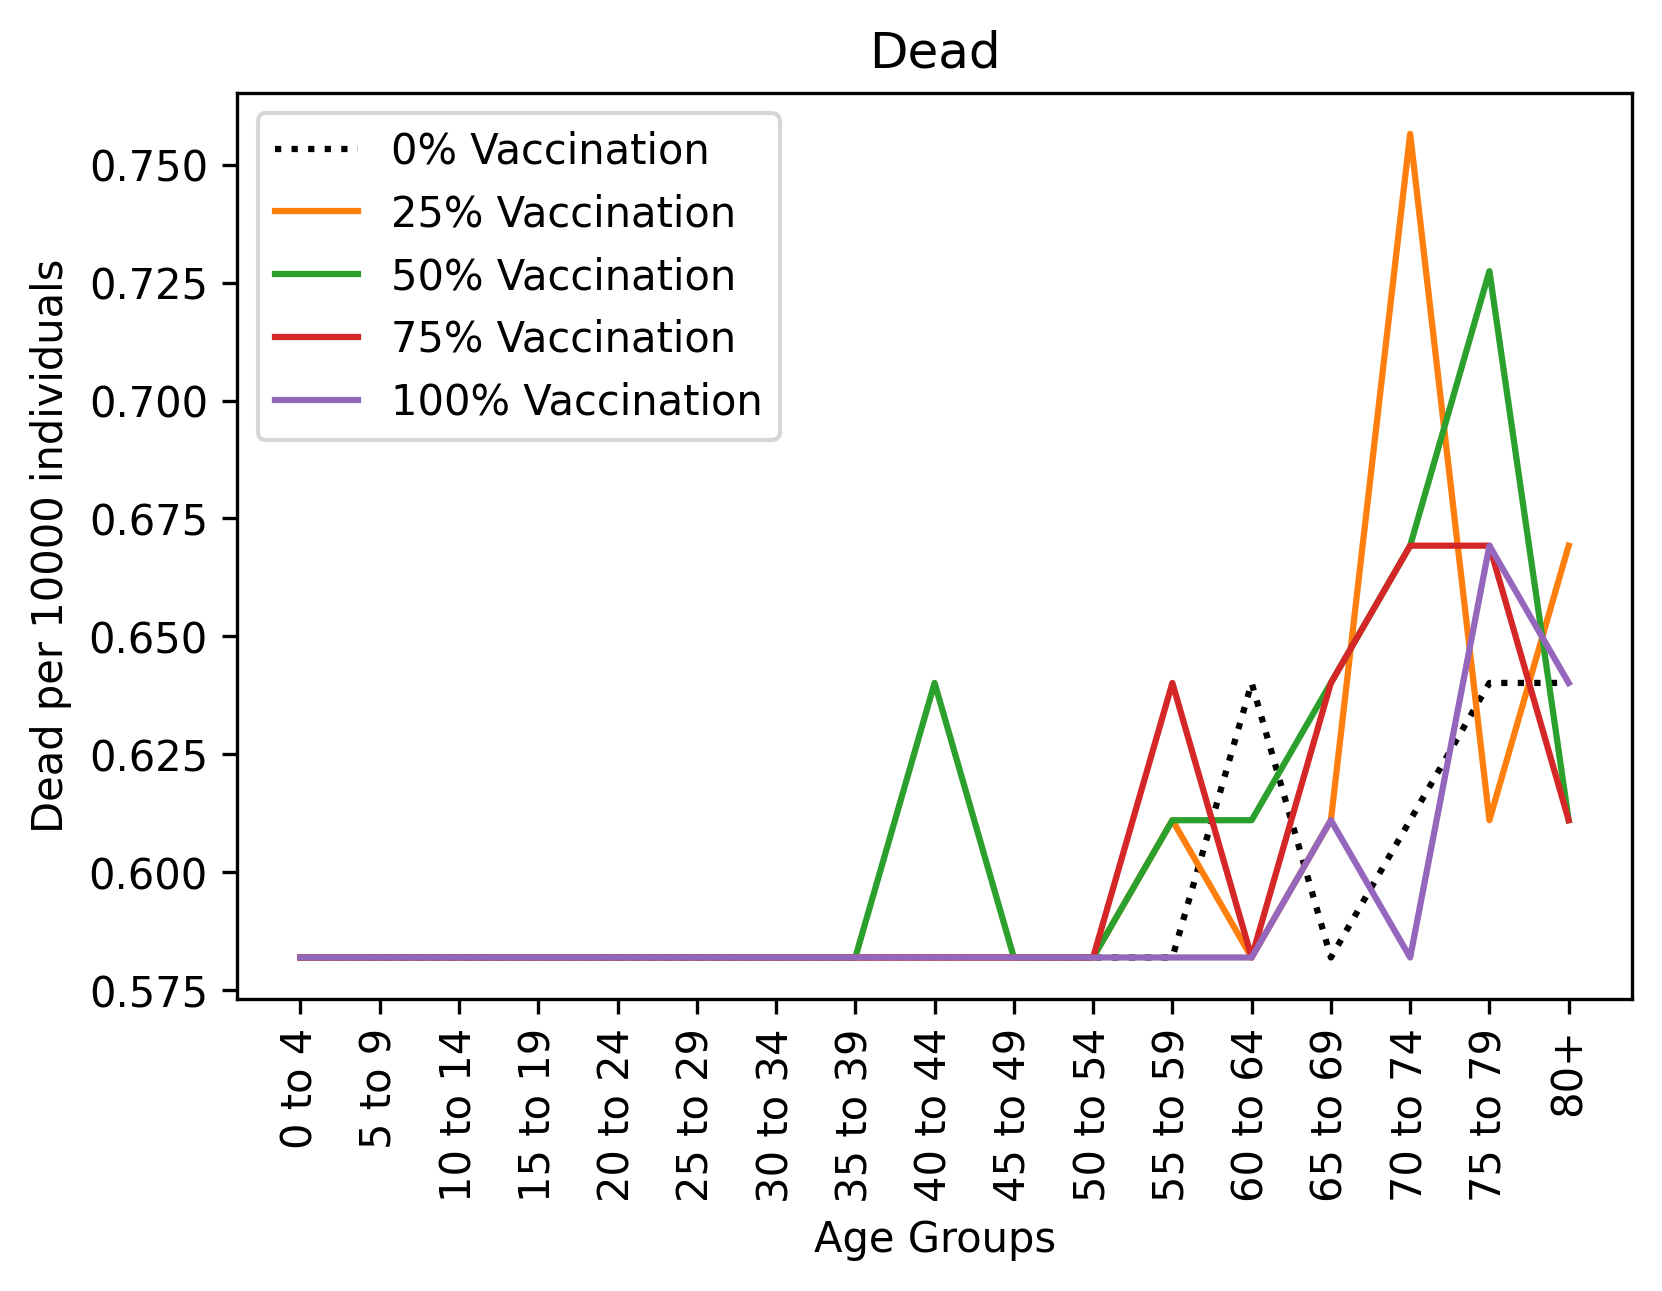 Dead
0% Vaccination
25% Vaccination
50% Vaccination
75% Vaccination
100% Vaccination
Dead per 10000 individuals
0.750
0.725
0.700
0.675
0.650
0.625
0.600
0.575
0 to 4
5 to 9
10 to 14
15 to 19
20 to 24
25 to 29
30 to 34
35 to 39
40 to 44
45 to 49
50 to 54
55 to 59
60 to 64
65 to 69
70 to 74
75 to 79
80+
Age Groups